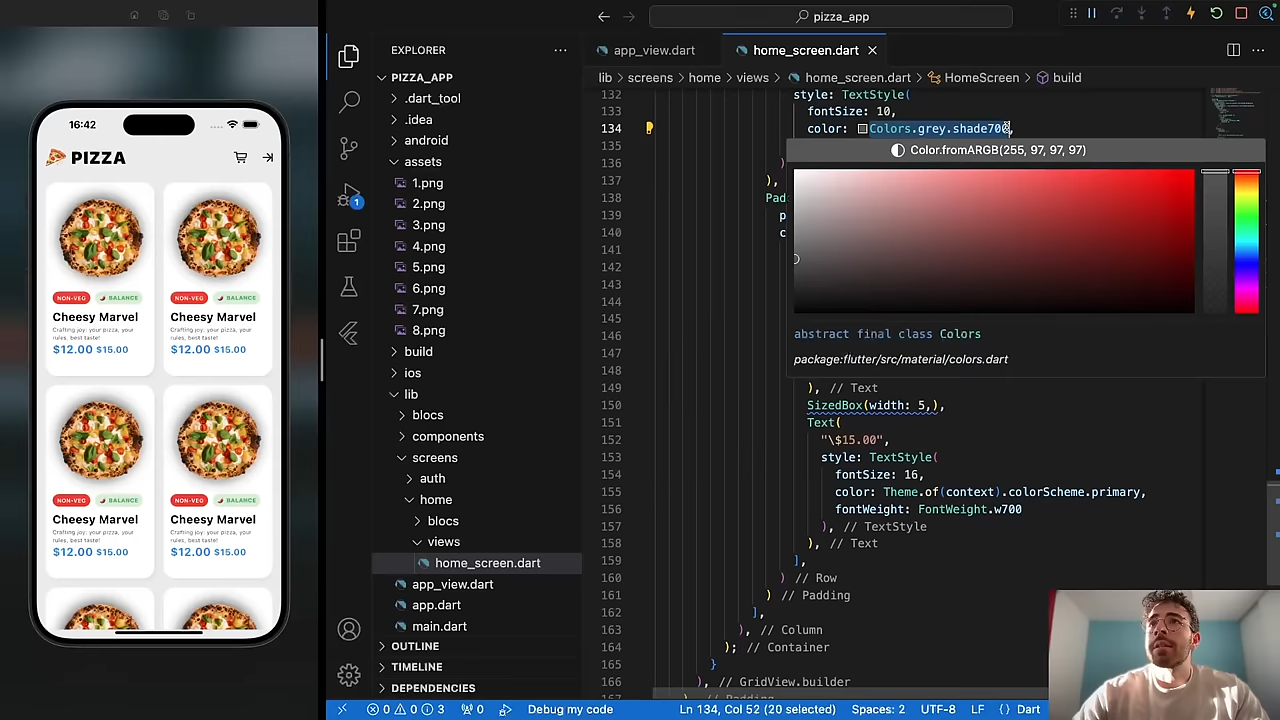 16:42
PIZZA
NON-VEG BALANCE
Cheesy Marvel
Crafting joy: your pizza, your
rules, best taste!
$12.00 $15.00
NON-VEG BALANCE
Cheesy Marvel
Crafting joy: your pizza, your
rules, best taste!
$12.00 $15.00
NON-VEG BALANCE
Cheesy Marvel
Crafting joy: your pizza, your
rules, best taste!
$12.00 $15.00
NON-VEG BALANCE
Cheesy Marvel
Crafting joy: your pizza, your
rules, best taste!
$12.00 $15.00
pizza_app
EXPLORER
PIZZA_APP
.dart_tool
.idea
android
assets
1.png
2.png
3.png
4.png
5.png
6.png
7.png
8.png
build
ios
lib
blocs
components
screens
auth
home
blocs
views
home_screen.dart
app_view.dart
app.dart
main.dart
OUTLINE
TIMELINE
DEPENDENCIES
1
app_view.dart home_screen.dart
lib > screens > home > views > home_screen.dart > HomeScreen > build
132 style: TextStyle(
133 fontSize: 10,
134 color: Colors.grey.shade700,
Color.fromARGB(255, 97, 97, 97)
abstract final class Colors
package:flutter/src/material/colors.dart
135
136 )
137 ),
138 Pad
139 p
140 c
141
142
143
144
145
146
147
148
149 ), // Text
150 SizedBox(width: 5,),
151 Text(
152 "\$15.00",
153 style: TextStyle(
154 fontSize: 16,
155 color: Theme.of(context).colorScheme.primary,
156 fontWeight: FontWeight.w700
157 ), // TextStyle
158 ), // Text
159 ],
160 ) // Row
161 ) // Padding
162 ],
163 ), // Column
164 ); // Container
165 }
166 ), // GridView.builder
167 ), // Padding
0 0 3 0 Debug my code Ln 134, Col 52 (20 selected) Spaces: 2 UTF-8 LF {} Dart